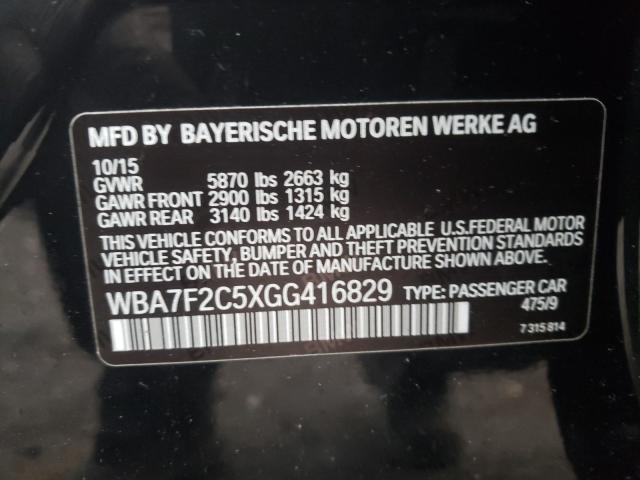 MFD BY BAYERISCHE MOTOREN WERKE AG
10/15
GVWR 5870 lbs 2663 kg
GAWR FRONT 2900 lbs 1315 kg
GAWR REAR 3140 lbs 1424 kg
THIS VEHICLE CONFORMS TO ALL APPLICABLE U.S.FEDERAL MOTOR
VEHICLE SAFETY, BUMPER AND THEFT PREVENTION STANDARDS
IN EFFECT ON THE DATE OF MANUFACTURE SHOWN ABOVE.
WBA7F2C5XGG416829 TYPE: PASSENGER CAR
475/9
7 315 814